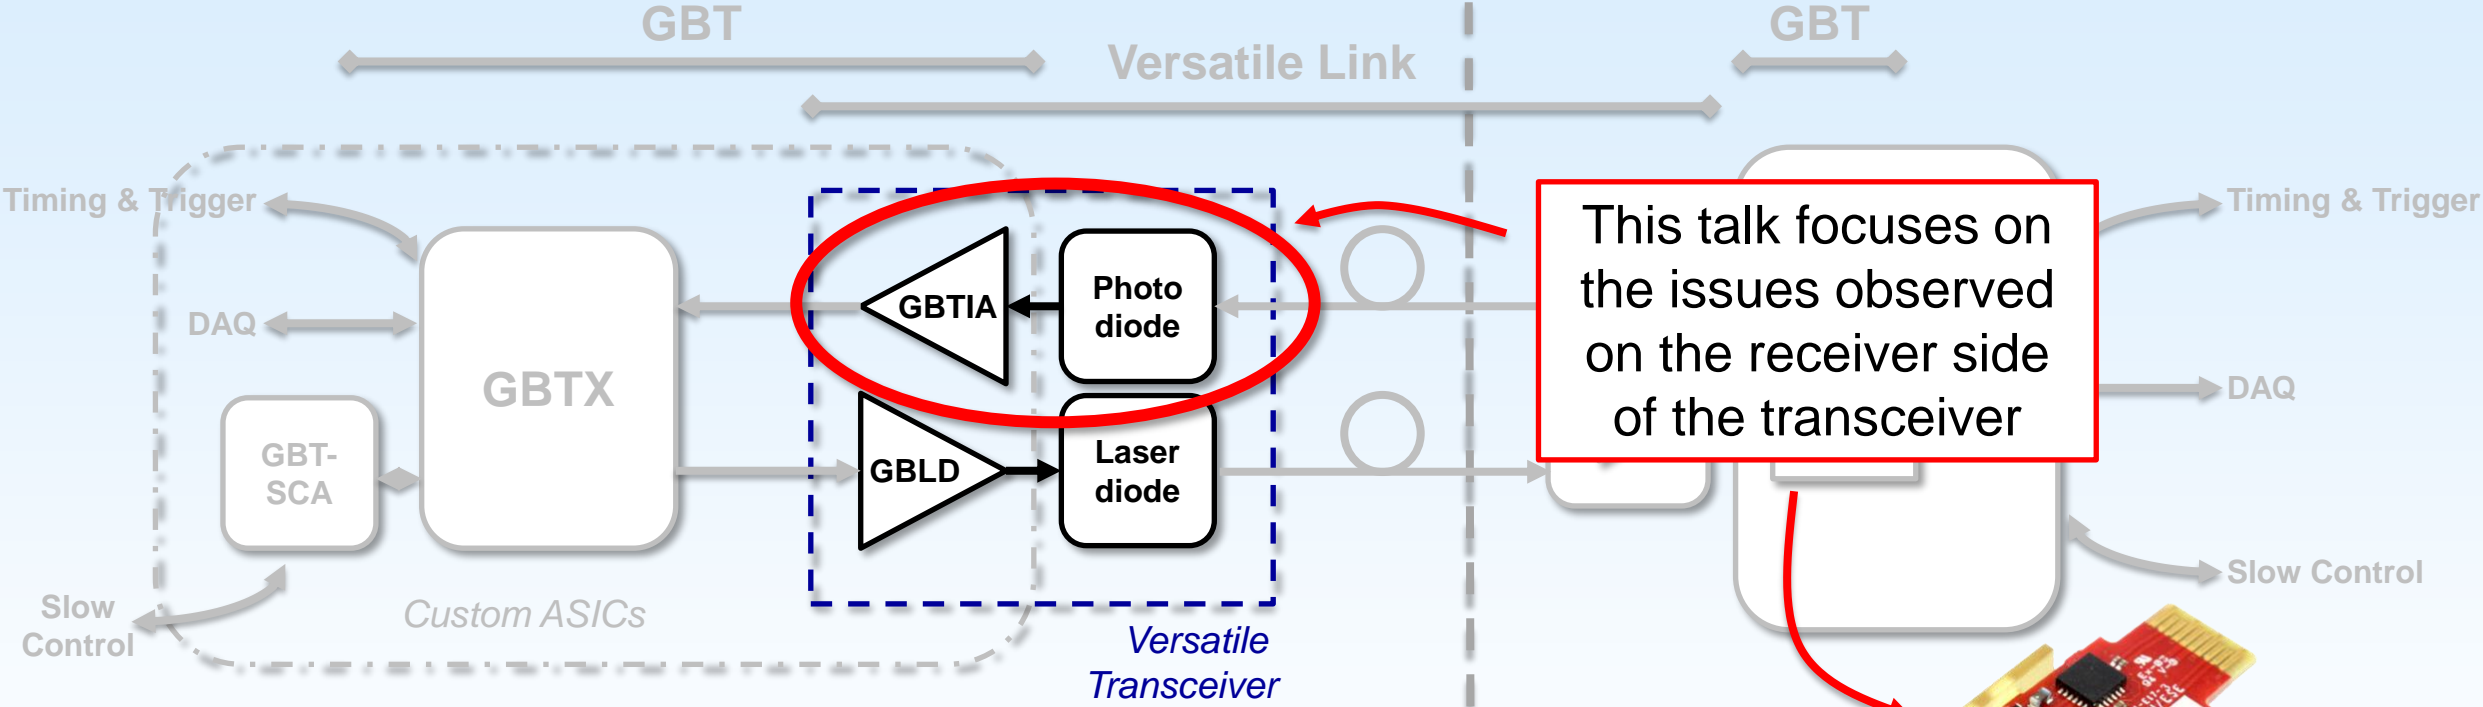 GBT
GBT
Versatile Link
Timing & Trigger
DAQ
GBTX
GBT-
SCA
Slow
Control
Custom ASICs
GBTIA
Photo
diode
GBLD
Laser
diode
Versatile
Transceiver
This talk focuses on
the issues observed
on the receiver side
of the transceiver
Timing & Trigger
DAQ
Slow Control